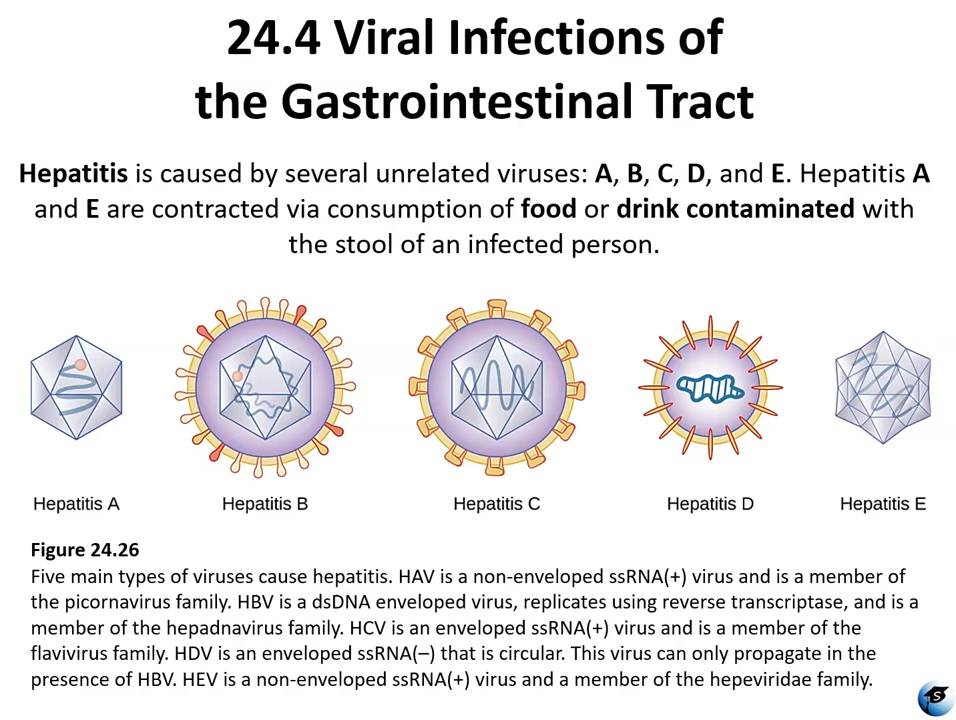 24.4 Viral Infections of
the Gastrointestinal Tract
Hepatitis is caused by several unrelated viruses: A, B, C, D, and E. Hepatitis A
and E are contracted via consumption of food or drink contaminated with
the stool of an infected person.
Hepatitis A
Hepatitis B
Hepatitis C
Hepatitis D
Hepatitis E
Figure 24.26
Five main types of viruses cause hepatitis. HAV is a non-enveloped ssRNA(+) virus and is a member of
the picornavirus family. HBV is a dsDNA enveloped virus, replicates using reverse transcriptase, and is a
member of the hepadnavirus family. HCV is an enveloped ssRNA(+) virus and is a member of the
flavivirus family. HDV is an enveloped ssRNA(–) that is circular. This virus can only propagate in the
presence of HBV. HEV is a non-enveloped ssRNA(+) virus and a member of the hepeviridae family.
S